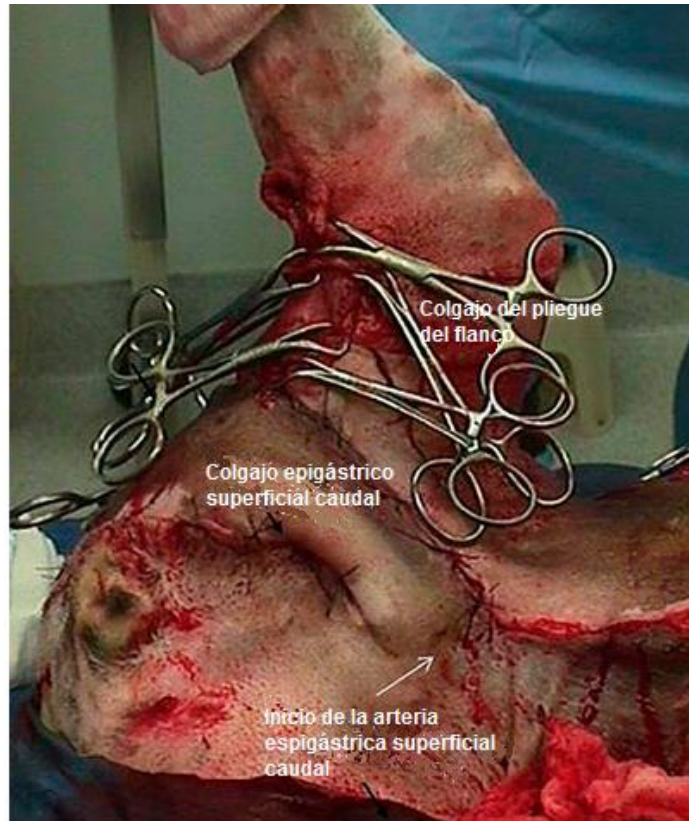 Colgajo del pliegue
del flanco
Colgajo epigástrico
superficial caudal
Inicio de la arteria
espigástrica superficial
caudal